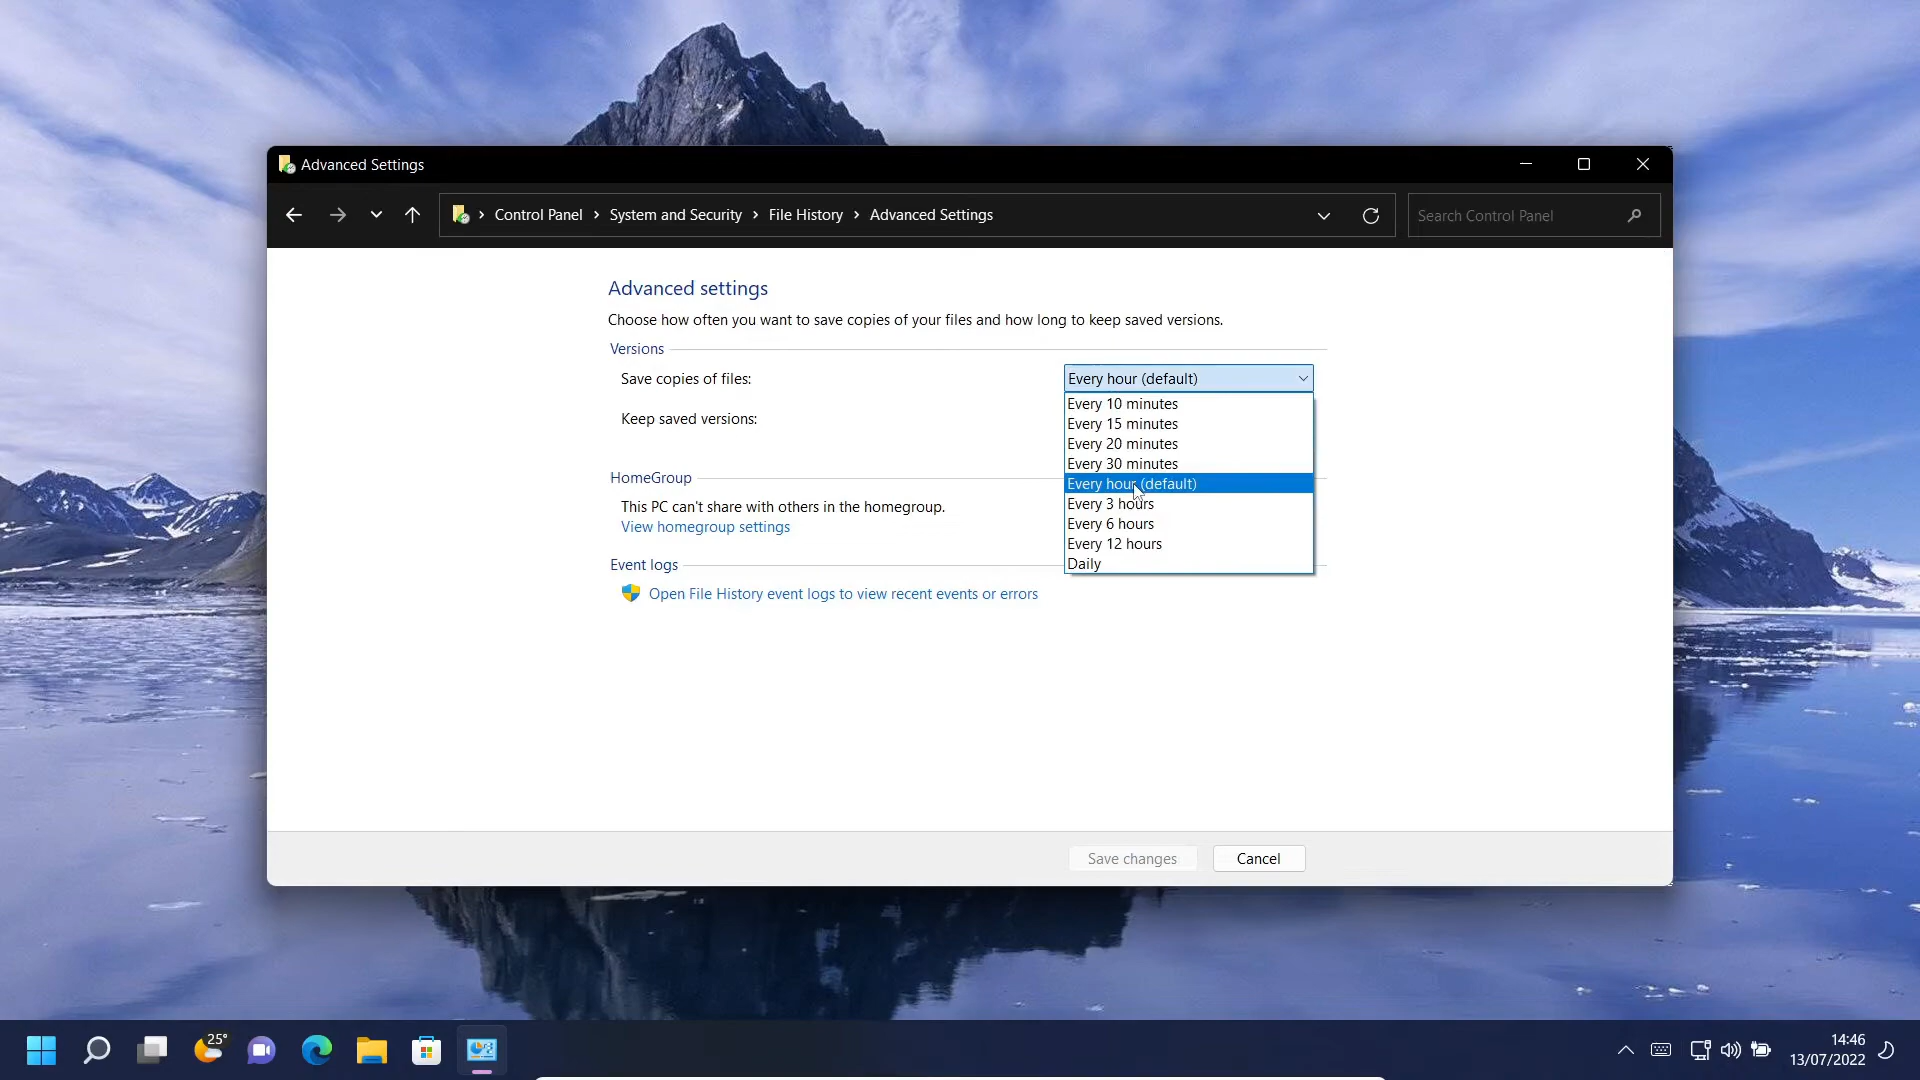 Advanced Settings
Control Panel > System and Security > File History > Advanced Settings
Search Control Panel
Advanced settings
Choose how often you want to save copies of your files and how long to keep saved versions.
Versions
Save copies of files:
Every hour (default)
Every 10 minutes
Keep saved versions:
Every 15 minutes
Every 20 minutes
Every 30 minutes
HomeGroup
Every hour (default)
This PC can't share with others in the homegroup.
Every 3 hours
View homegroup settings
Every 6 hours
Every 12 hours
Event logs
Daily
Open File History event logs to view recent events or errors
Save changes
Cancel
25°
14:46
13/07/2022